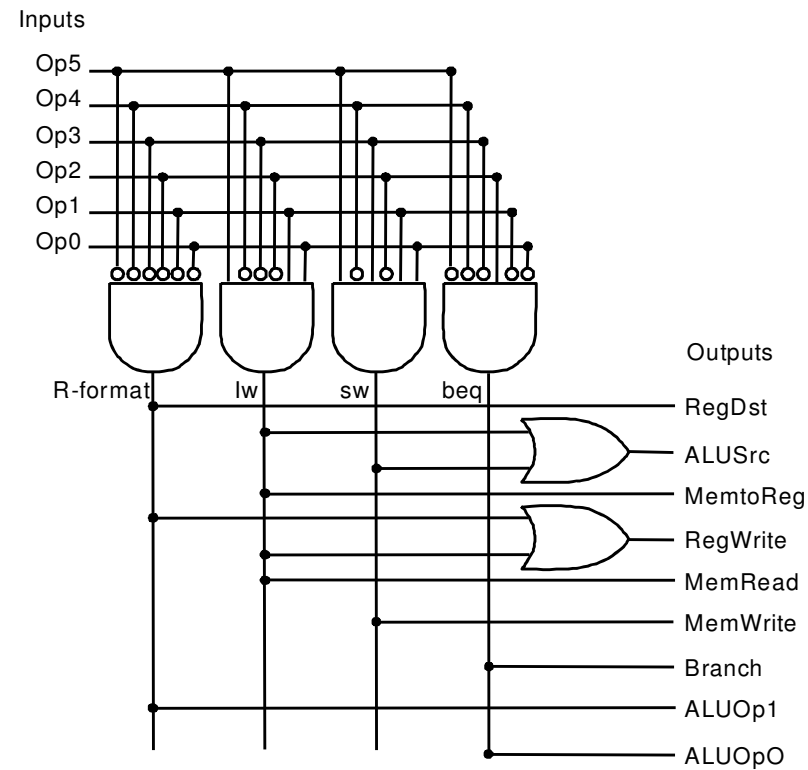 Inputs
Op5
Op4
Op3
Op2
Op1
Op0
Outputs
R-format
lw
sw
beq
RegDst
ALUSrc
MemtoReg
RegWrite
MemRead
MemWrite
Branch
ALUOp1
ALUOpO